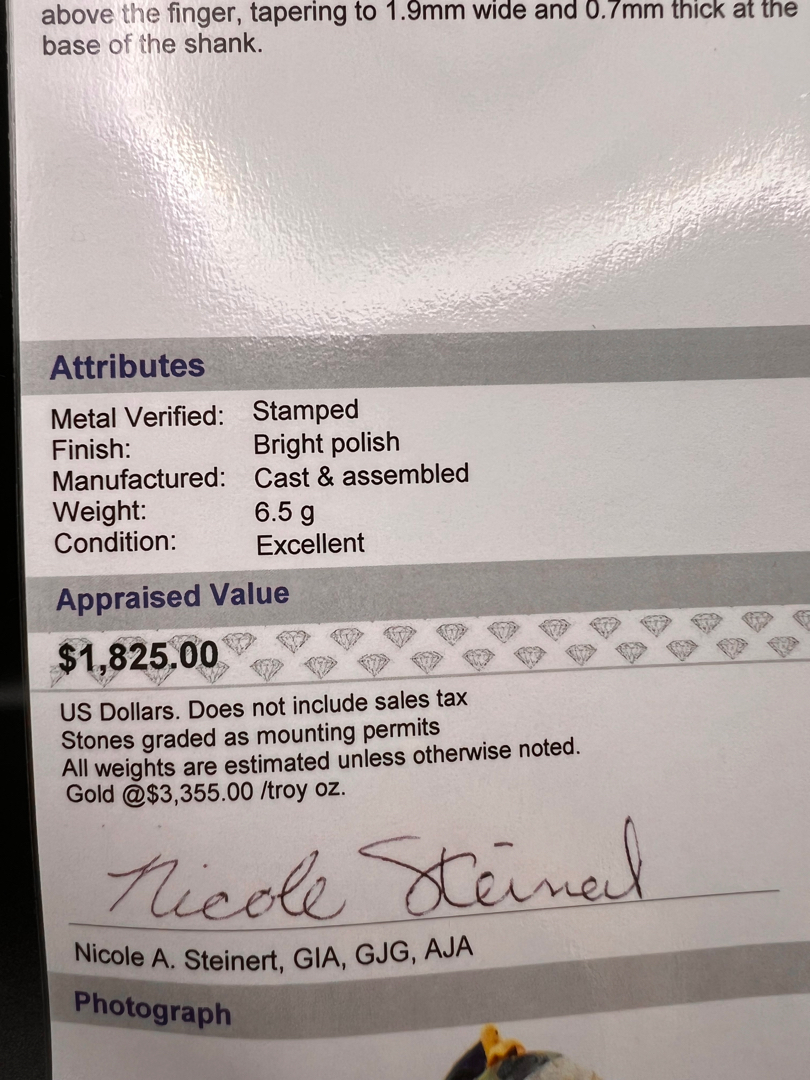 above the finger, tapering to 1.9mm wide and 0.7mm thick at the
base of the shank.
Attributes
Metal Verified: Stamped
Finish: Bright polish
Manufactured: Cast & assembled
Weight: 6.5 g
Condition: Excellent
Appraised Value
$1,825.00
US Dollars. Does not include sales tax
Stones graded as mounting permits
All weights are estimated unless otherwise noted.
Gold @$3,355.00 /troy oz.
Nicole Steinert
Nicole A. Steinert, GIA, GJG, AJA
Photograph